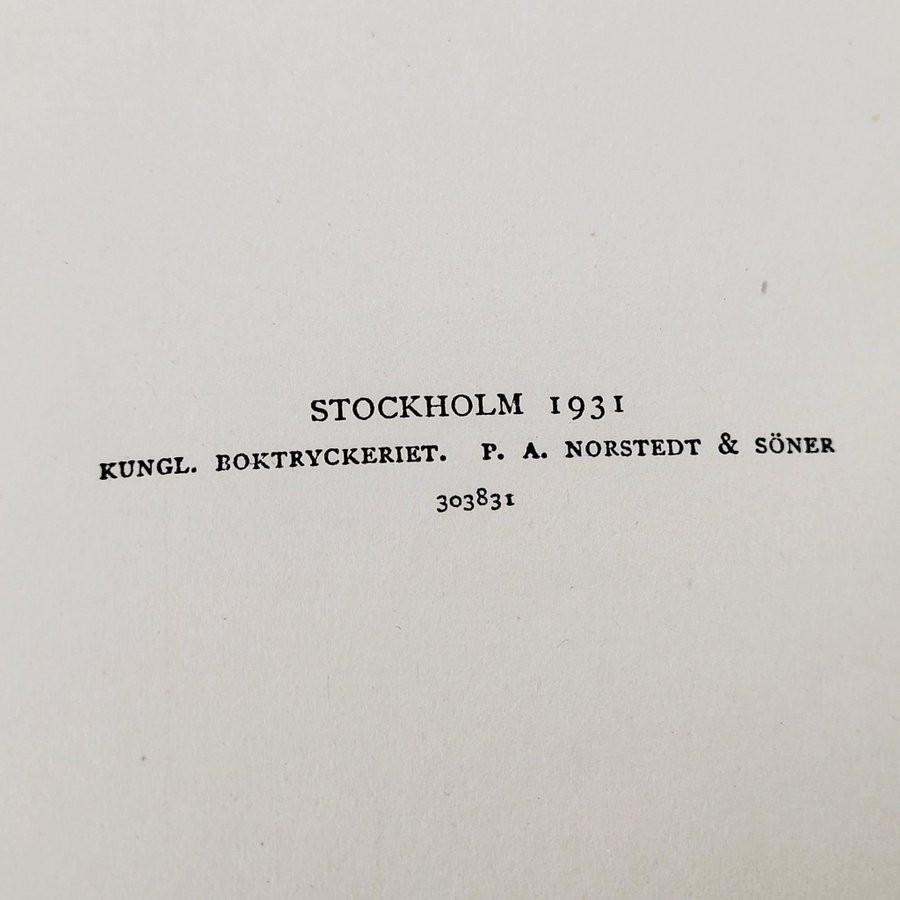 STOCKHOLM 1931
KUNGL. BOKTRYCKERIET. P. A. NORSTEDT & SÖNER
303831